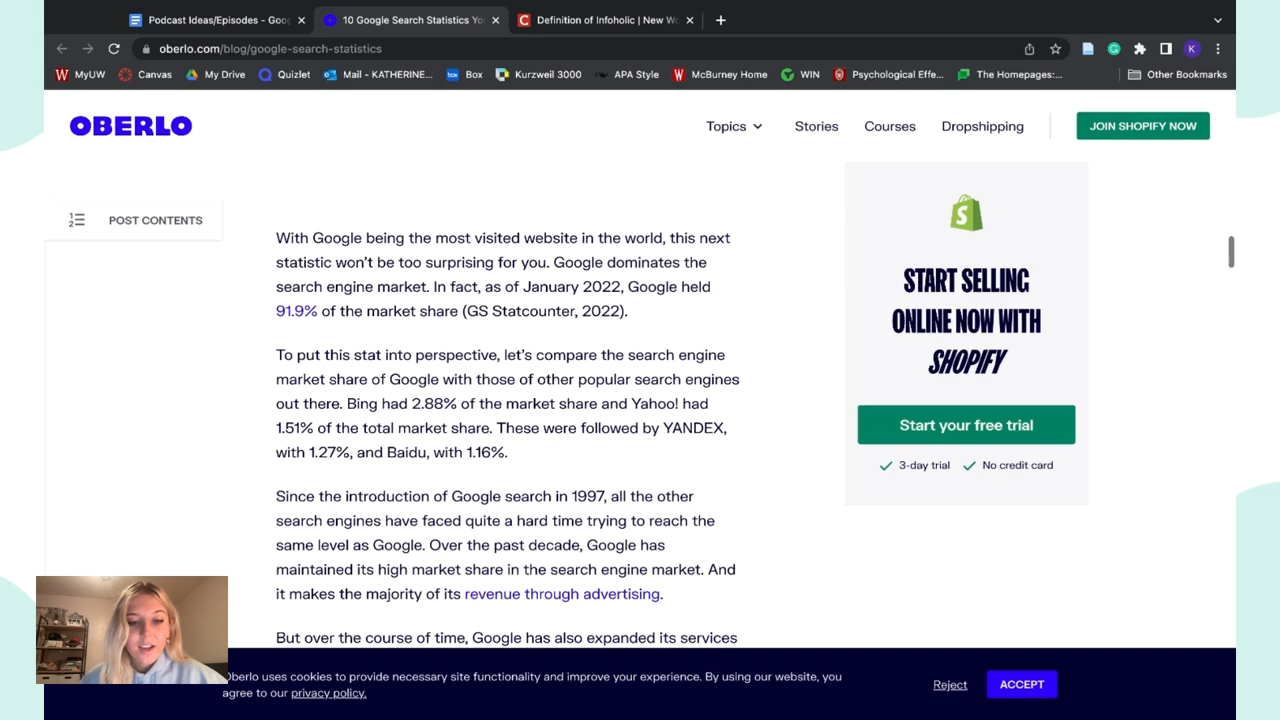 Podcast Ideas/Episodes - Goog
10 Google Search Statistics Yo
Definition of Infoholic | New Wo
oberlo.com/blog/google-search-statistics
K
MyUW
Canvas
My Drive
Quizlet
Mail - KATHERINE...
Box
Kurzweil 3000
APA Style
McBurney Home
WIN
Psychological Effe...
The Homepages:...
Other Bookmarks
OBERLO
Topics
Stories
Courses
Dropshipping
JOIN SHOPIFY NOW
POST CONTENTS
With Google being the most visited website in the world, this next
statistic won't be too surprising for you. Google dominates the
search engine market. In fact, as of January 2022, Google held
91.9% of the market share (GS Statcounter, 2022).
To put this stat into perspective, let's compare the search engine
market share of Google with those of other popular search engines
out there. Bing had 2.88% of the market share and Yahoo! had
1.51% of the total market share. These were followed by YANDEX,
with 1.27%, and Baidu, with 1.16%.
Since the introduction of Google search in 1997, all the other
search engines have faced quite a hard time trying to reach the
same level as Google. Over the past decade, Google has
maintained its high market share in the search engine market. And
it makes the majority of its revenue through advertising.
But over the course of time, Google has also expanded its services
START SELLING
ONLINE NOW WITH
SHOPIFY
Start your free trial
3-day trial
No credit card
Oberlo uses cookies to provide necessary site functionality and improve your experience. By using our website, you
agree to our privacy policy.
Reject
ACCEPT